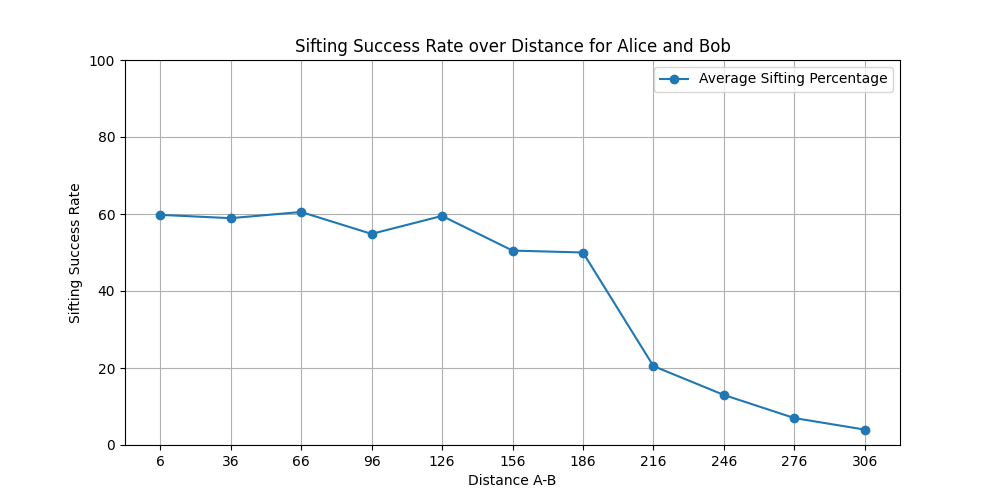 Sifting Success Rate over Distance for Alice and Bob
Average Sifting Percentage
100
80
60
40
20
0
Sifting Success Rate
6 36 66 96 126 156 186 216 246 276 306
Distance A-B